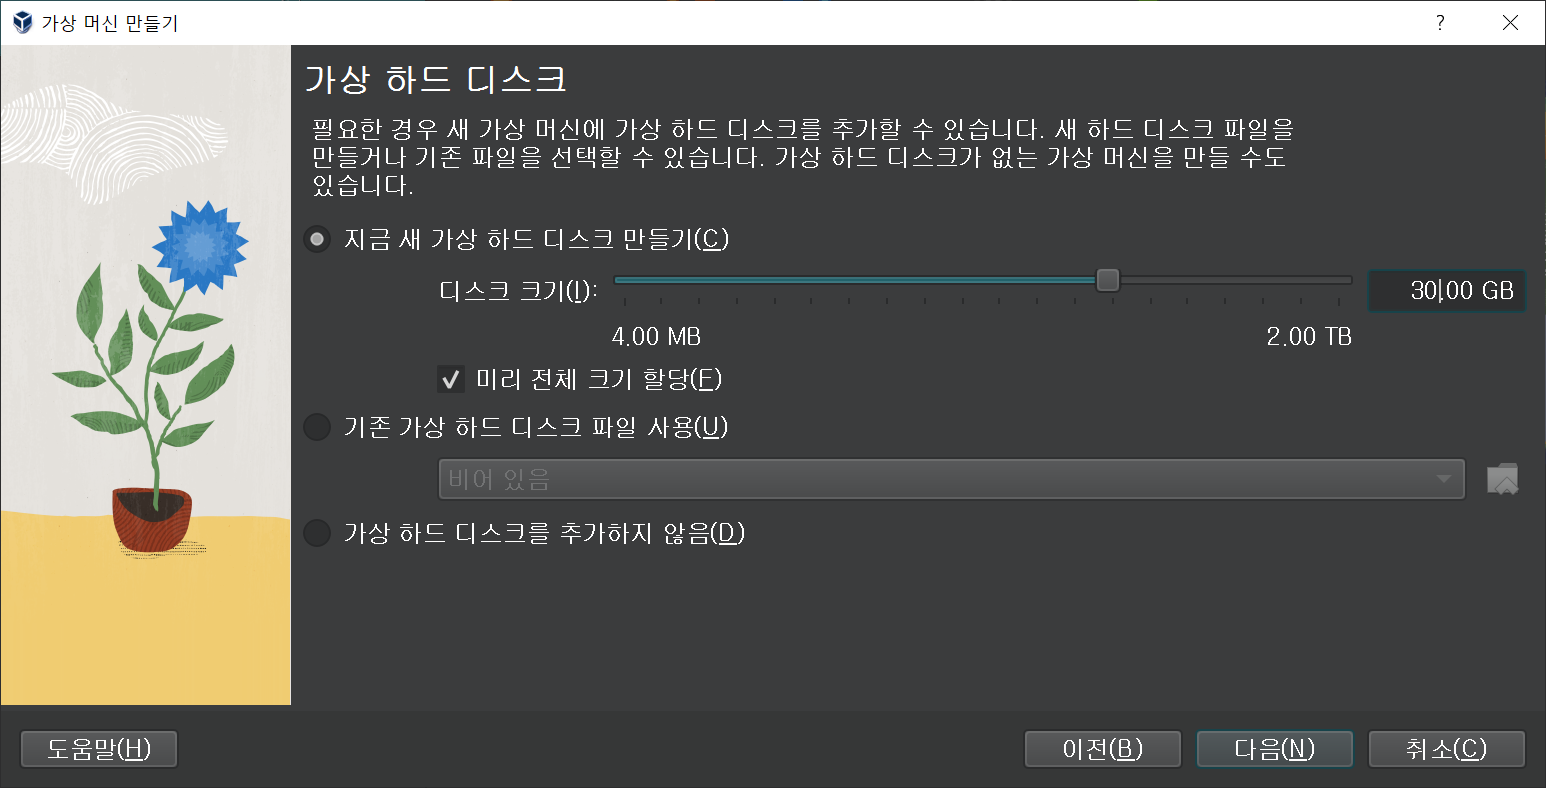 가상 머신 만들기
가상 하드 디스크
필요한 경우 새 가상 머신에 가상 하드 디스크를 추가할 수 있습니다. 새 하드 디스크 파일을
만들거나 기존 파일을 선택할 수 있습니다. 가상 하드 디스크가 없는 가상 머신을 만들 수도
있습니다.
지금 새 가상 하드 디스크 만들기(C)
디스크 크기(I):
30.00 GB
4.00 MB
2.00 TB
미리 전체 크기 할당(F)
기존 가상 하드 디스크 파일 사용(U)
비어 있음
가상 하드 디스크를 추가하지 않음(D)
도움말(H)
이전(B)
다음(N)
취소(C)